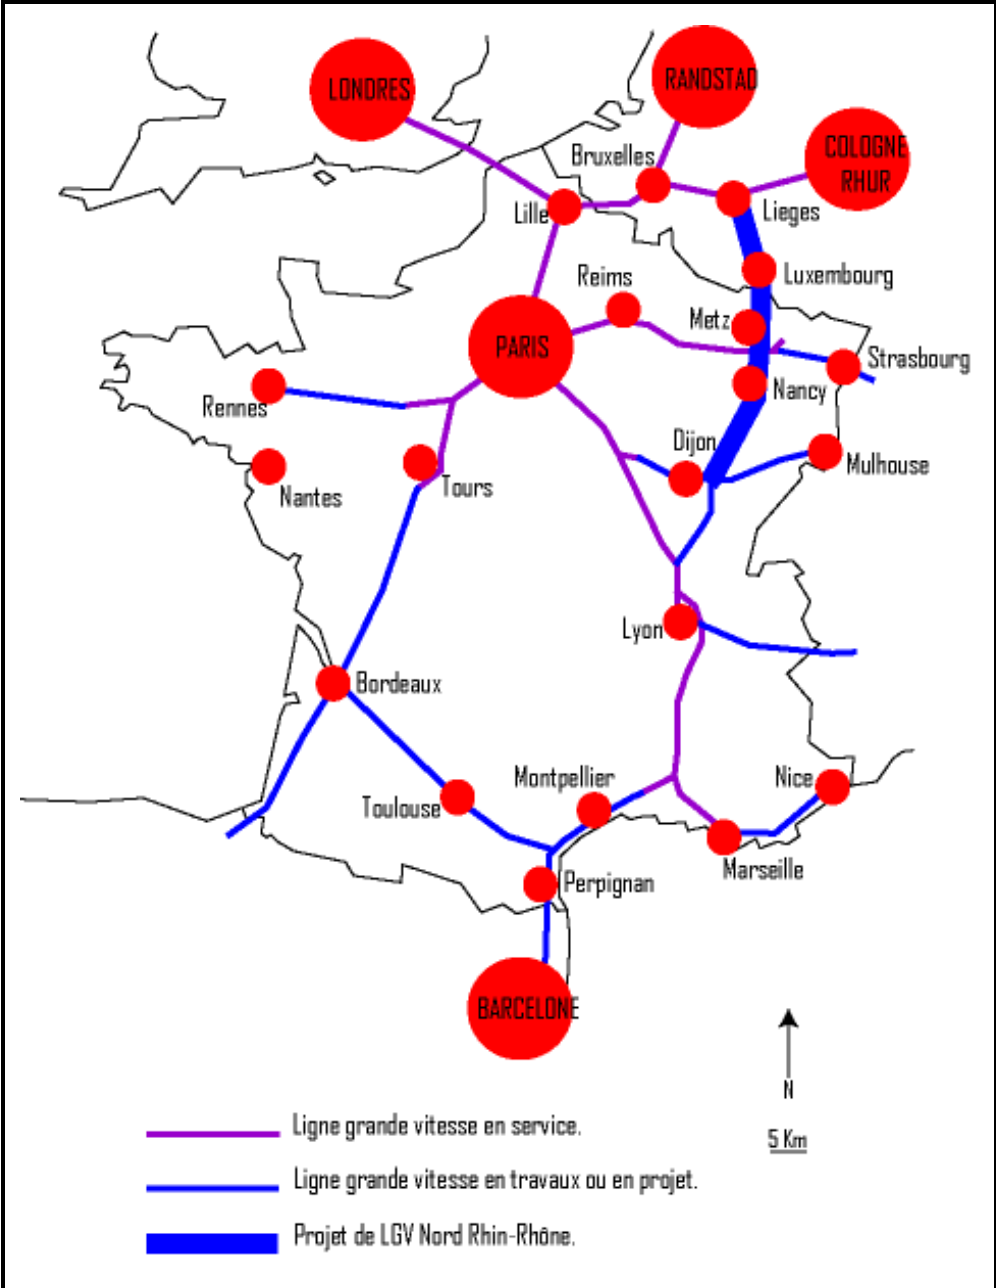 LONDRES
RANDSTAD
COLOGNE
RHUR
Bruxelles
Lille
Lieges
Luxembourg
Reims
Metz
PARIS
Strasbourg
Rennes
Nancy
Dijon
Mulhouse
Tours
Nantes
Lyon
Bordeaux
Montpellier
Nice
Toulouse
Marseille
Perpignan
BARCELONE
N
5 Km
Ligne grande vitesse en service.
Ligne grande vitesse en travaux ou en projet.
Projet de LGV Nord Rhin-Rhône.